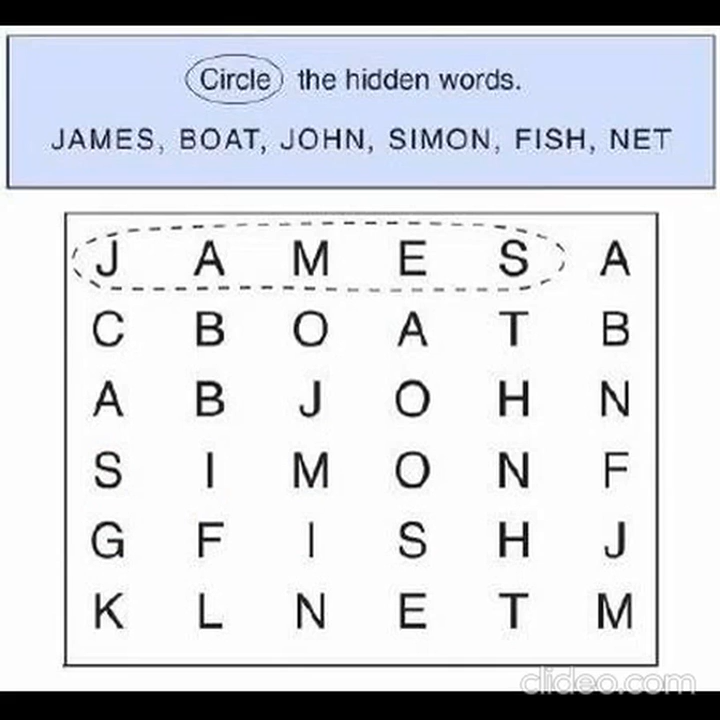 Circle the hidden words.
JAMES, BOAT, JOHN, SIMON, FISH, NET
J A M E S A
C B O A T B
A B J O H N
S I M O N F
G F I S H J
K L N E T M
clideo.com